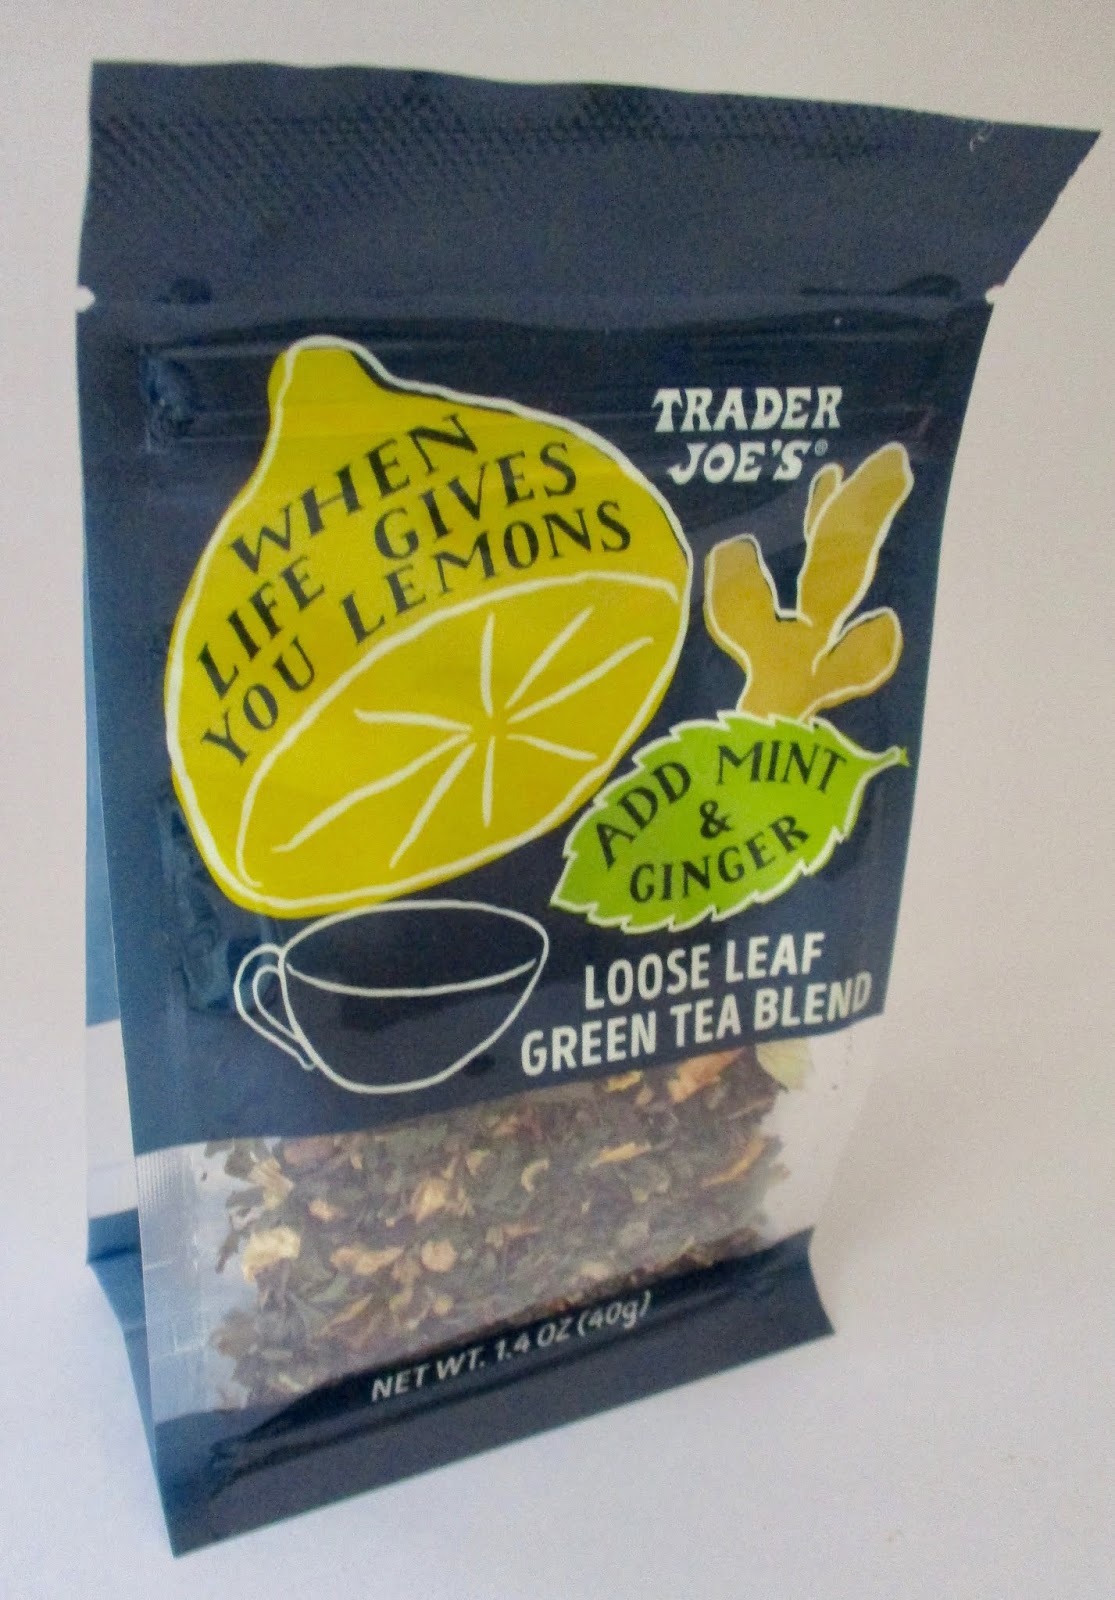 WHEN
LIFE GIVES
YOU LEMONS
TRADER
JOE'S®
ADD MINT
&
GINGER
LOOSE LEAF
GREEN TEA BLEND
NET WT. 1.4 OZ (40g)